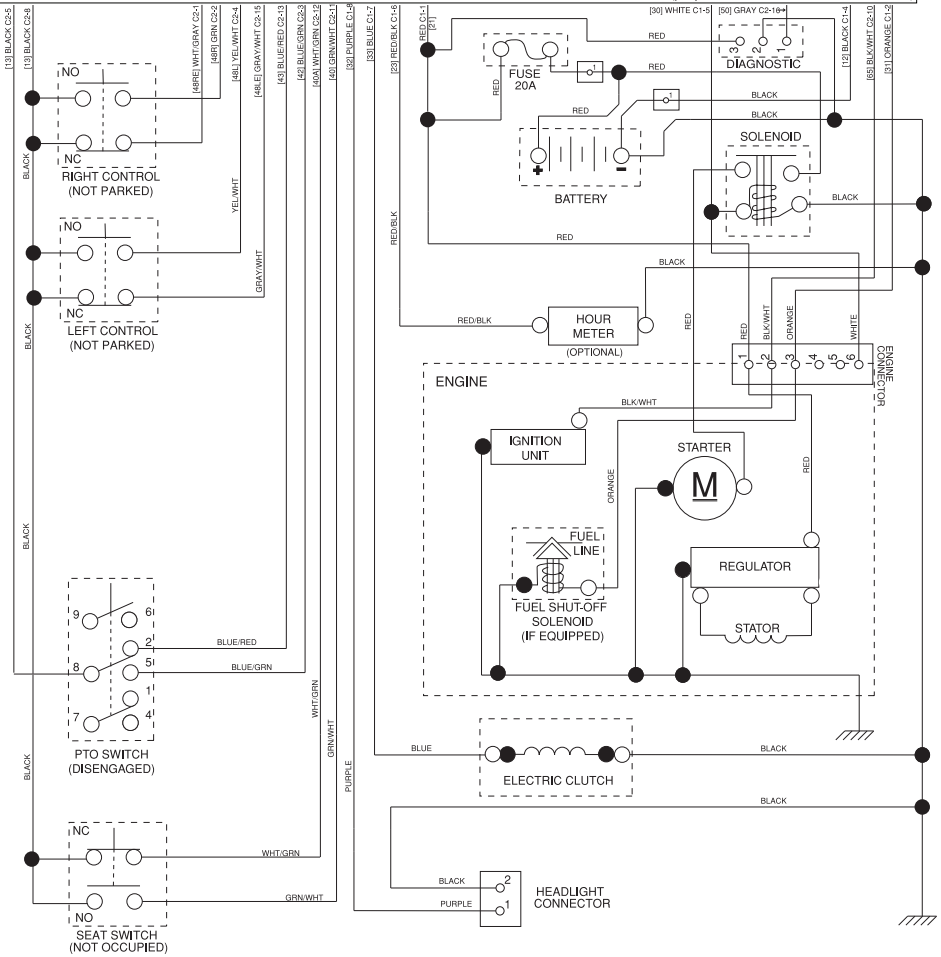 [13] BLACK C2-5
[13] BLACK C2-8
[48RE] WHT/GRAY C2-1
[48R] GRN C2-2
[48L] YEL/WHT C2-4
[48LE] GRAY/WHT C2-15
[43] BLUE/RED C2-13
[42] BLUE/GRN C2-3
[40A] WHT/GRN C2-12
[40] GRN/WHT C2-11
[32] PURPLE C1-8
[33] BLUE C1-7
[23] RED/BLK C1-6
RED C1-1
[21]
[30] WHITE C1-5
[50] GRAY C2-16
[12] BLACK C1-4
[65] BLK/WHT C2-10
[31] ORANGE C1-2
NO
NC
RIGHT CONTROL
(NOT PARKED)
BLACK
YEL/WHT
NO
NC
LEFT CONTROL
(NOT PARKED)
GRAY/WHT
BLACK
RED/BLK
RED
FUSE
20A
RED
1
RED
3
2
1
DIAGNOSTIC
RED
1
BLACK
BLACK
+
-
BATTERY
SOLENOID
BLACK
RED
BLACK
RED/BLK
HOUR
METER
(OPTIONAL)
RED
RED
BLK/WHT
ORANGE
WHITE
1
2
3
4
5
6
ENGINE
CONNECTOR
ENGINE
BLK/WHT
IGNITION
UNIT
ORANGE
STARTER
M
RED
FUEL
LINE
FUEL SHUT-OFF
SOLENOID
(IF EQUIPPED)
REGULATOR
STATOR
BLACK
9
6
2
8
5
1
7
4
BLUE/RED
BLUE/GRN
PTO SWITCH
(DISENGAGED)
WHT/GRN
GRN/WHT
PURPLE
BLACK
BLUE
ELECTRIC CLUTCH
BLACK
BLACK
NC
WHT/GRN
GRN/WHT
NO
SEAT SWITCH
(NOT OCCUPIED)
BLACK
2
PURPLE
1
HEADLIGHT
CONNECTOR